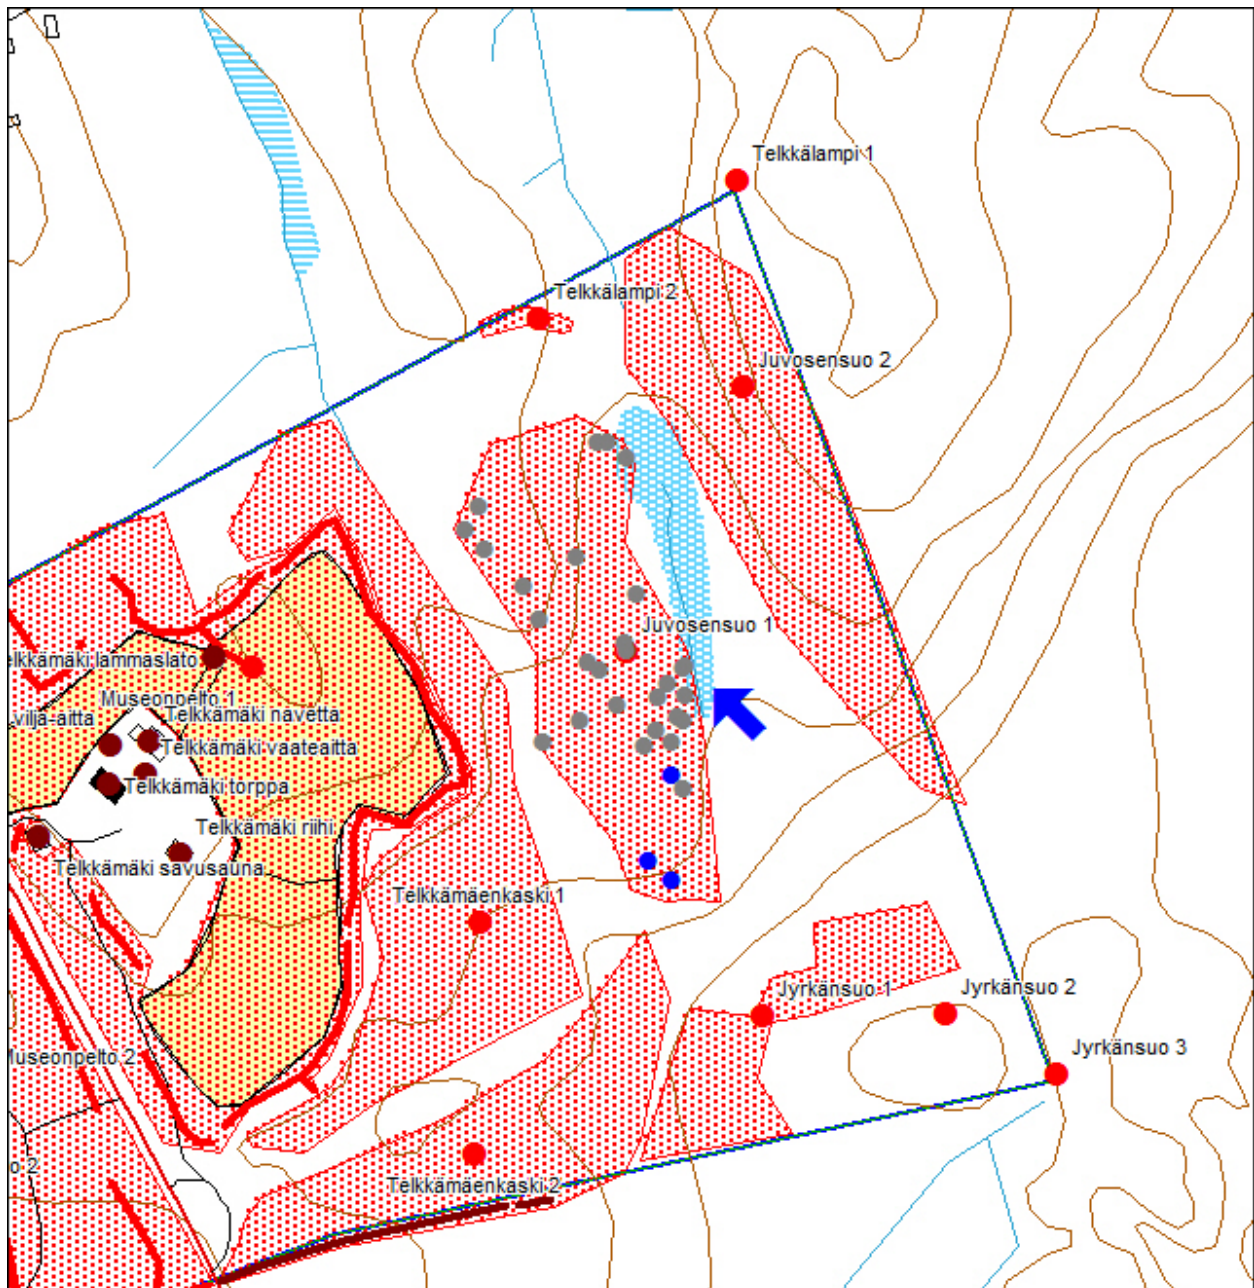 Telkkälampi 1
Telkkälampi 2
Juvosensuo 2
Juvosensuo 1
elkkämäki lammaslato
Museonpelto 1
vilja-aitta
Telkkämäki navetta
Telkkämäki vaateaitta
Telkkämäki torppa
Telkkämäki riihi
Telkkämäki savusauna
Telkkämäenkaski 1
Jyrkänsuo 1
Jyrkänsuo 2
Jyrkänsuo 3
Museonpelto 2
o 2
Telkkämäenkaski 2